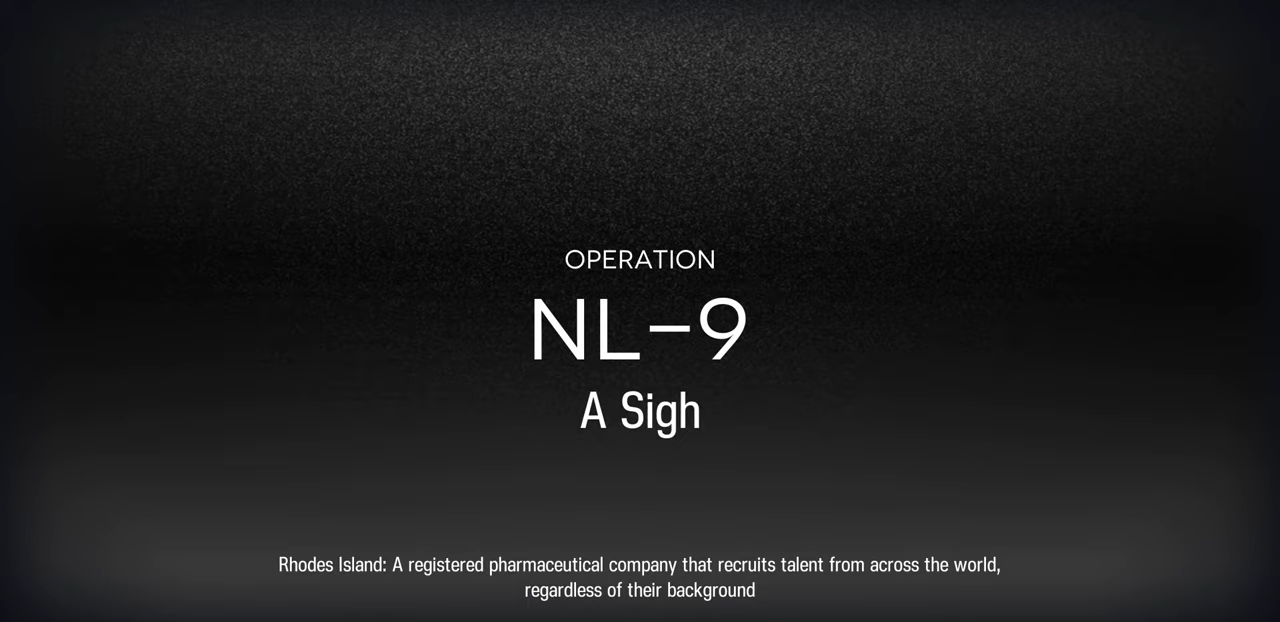 OPERATION
NL-9
A Sigh
Rhodes Island: A registered pharmaceutical company that recruits talent from across the world,
regardless of their background